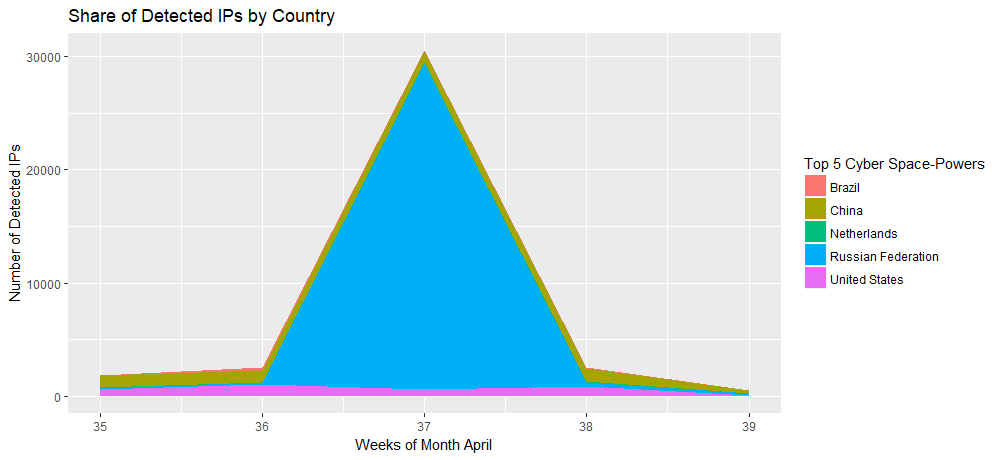 Share of Detected IPs by Country
Number of Detected IPs
30000
20000
10000
0
35 36 37 38 39
Weeks of Month April
Top 5 Cyber Space-Powers
Brazil
China
Netherlands
Russian Federation
United States